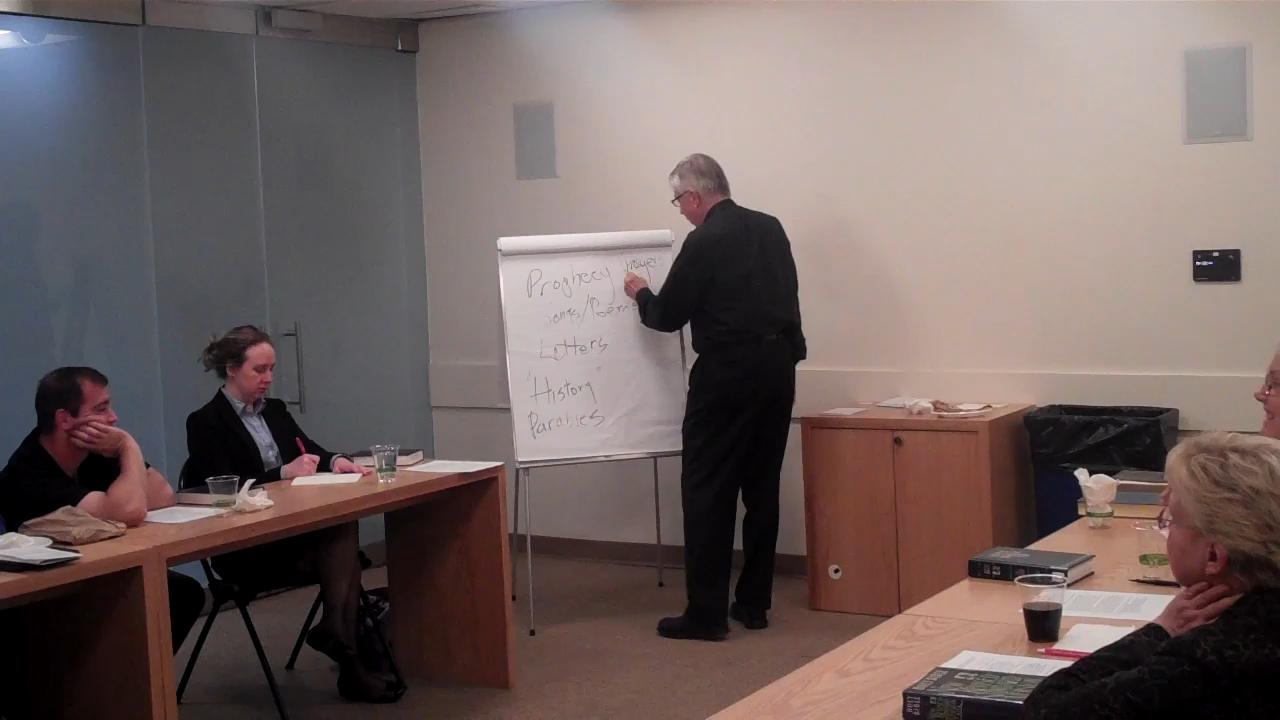 Prophecy Prayer
Songs/Poems
Letters
"History"
Parables